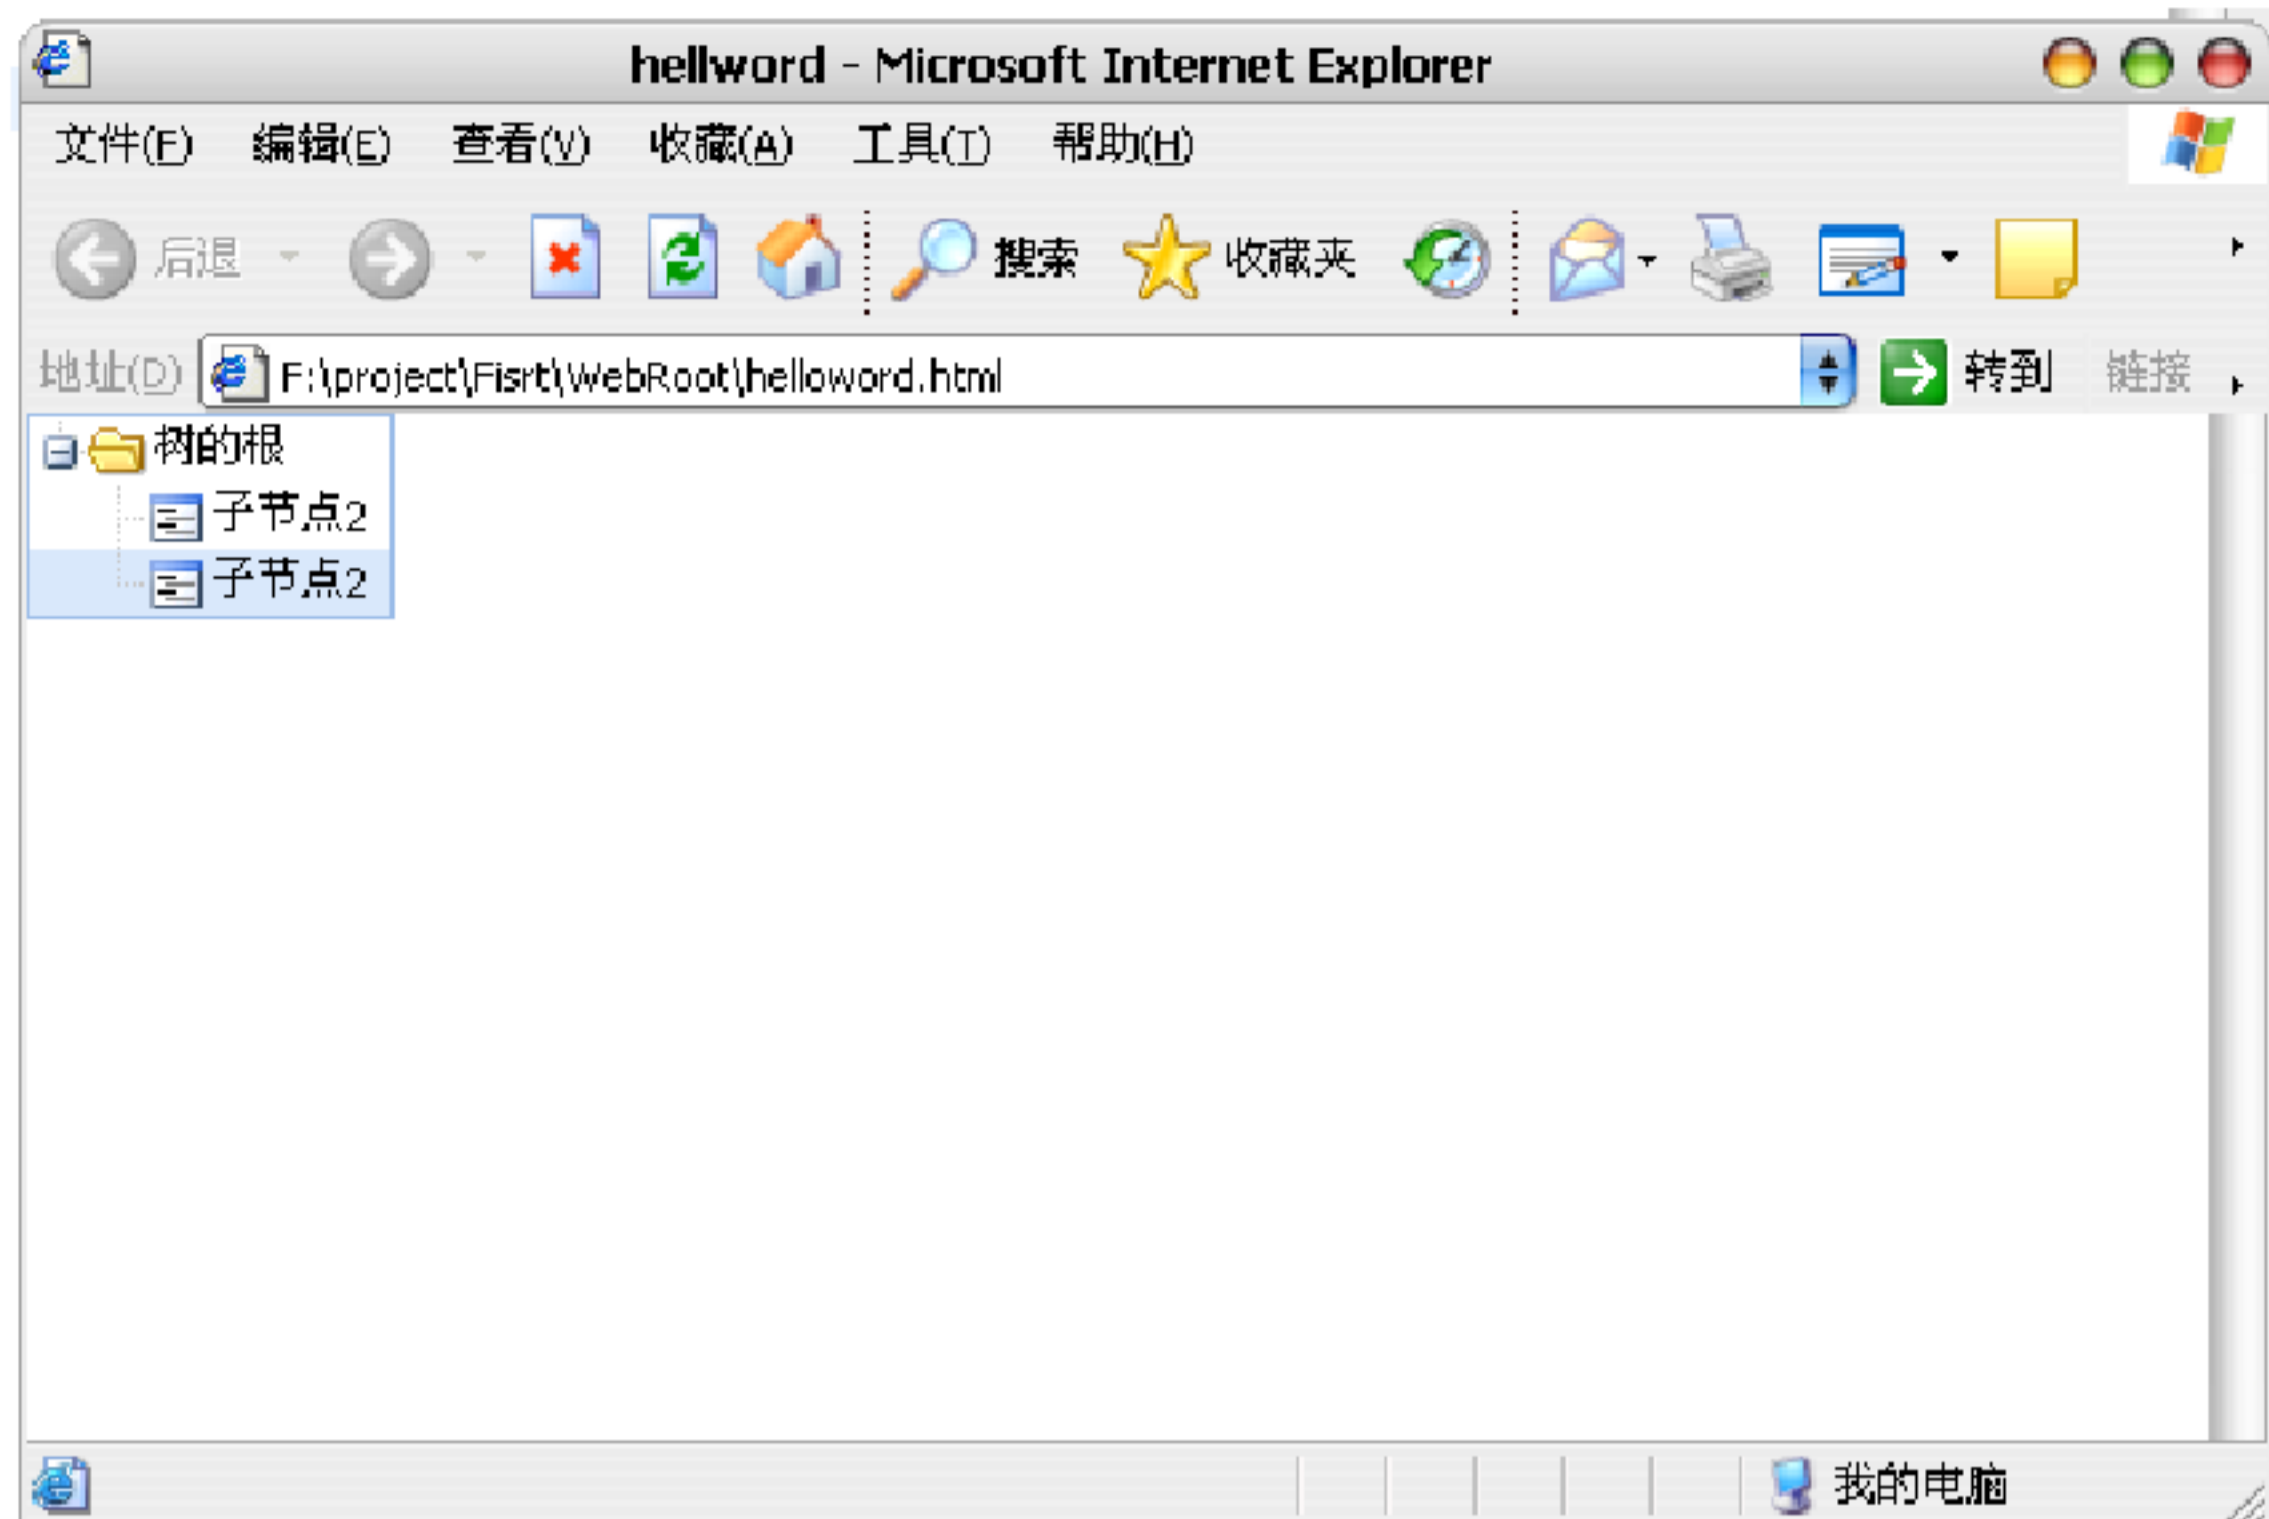 hellword - Microsoft Internet Explorer
文件(F) 编辑(E) 查看(V) 收藏(A) 工具(T) 帮助(H)
后退 搜索 收藏夹
地址(D) F:\project\Fisrt\WebRoot\helloword.html 转到 链接
树的根
子节点2
子节点2
我的电脑